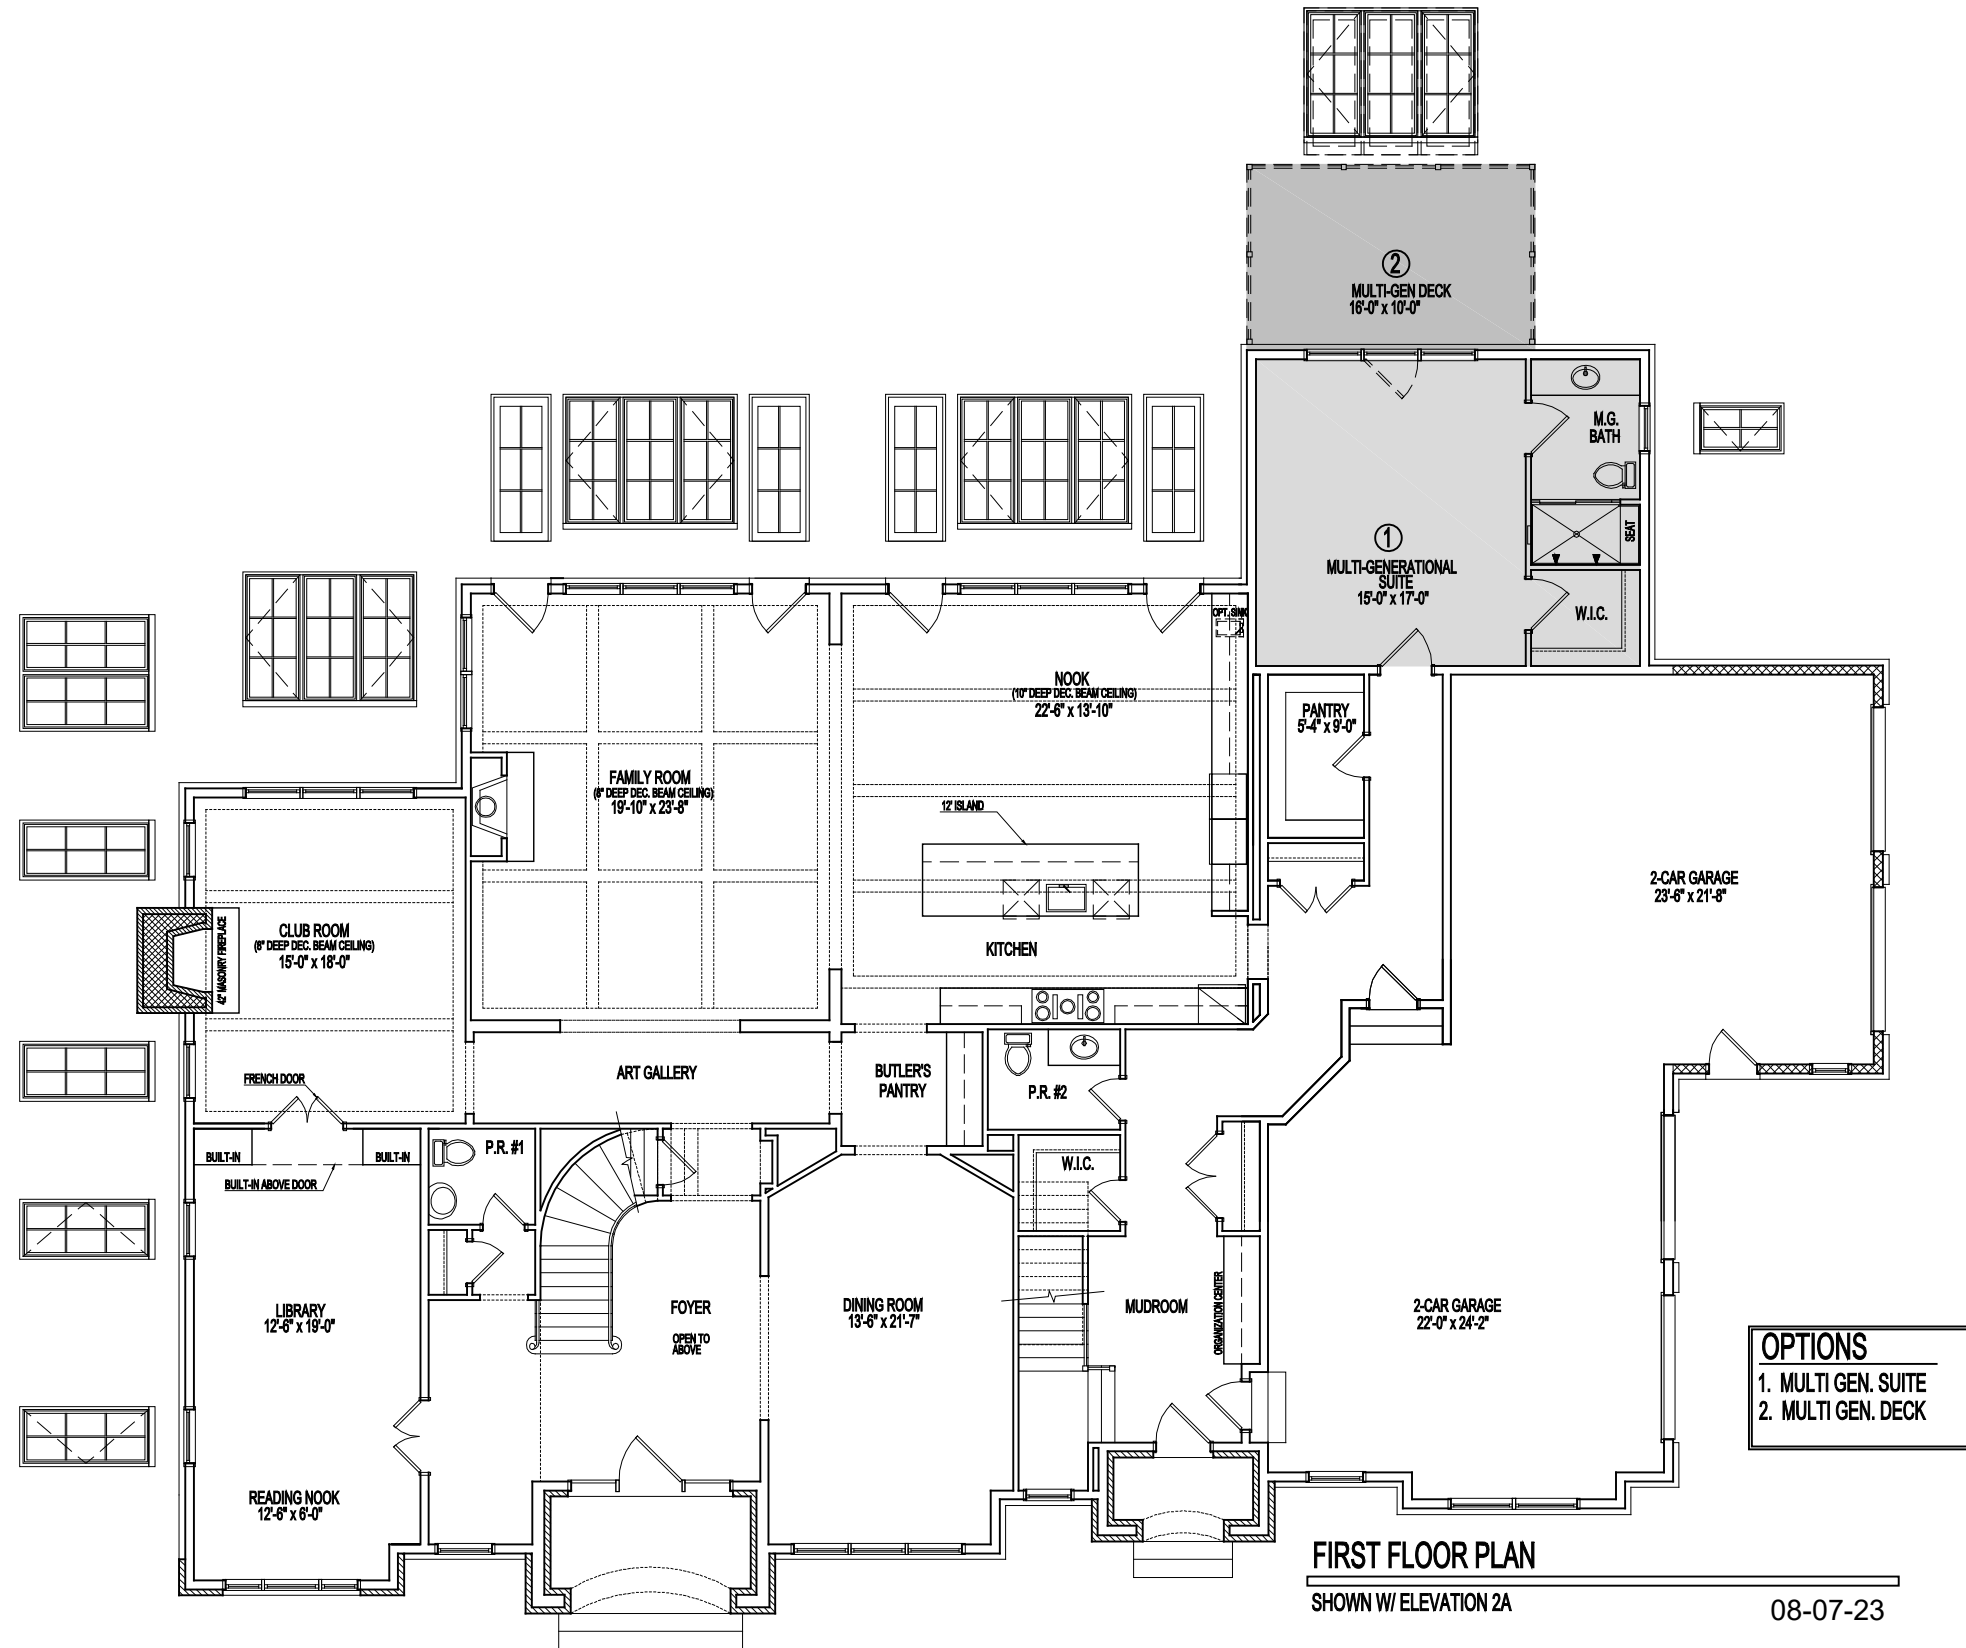 2
MULTI-GEN DECK
16'-0" x 10'-0"
M.G.
BATH
SEAT
1
MULTI-GENERATIONAL
SUITE
15'-0" x 17'-0"
W.I.C.
OPT. SINK
NOOK
(10" DEEP DEC. BEAM CEILING)
22'-6" x 13'-10"
PANTRY
5'-4" x 9'-0"
FAMILY ROOM
(8" DEEP DEC. BEAM CEILING)
19'-10" x 23'-8"
12' ISLAND
2-CAR GARAGE
23'-6" x 21'-8"
CLUB ROOM
(8" DEEP DEC. BEAM CEILING)
15'-0" x 18'-0"
42" MASONRY FIREPLACE
KITCHEN
FRENCH DOOR
ART GALLERY
BUTLER'S
PANTRY
P.R. #2
BUILT-IN
BUILT-IN
BUILT-IN ABOVE DOOR
P.R. #1
W.I.C.
LIBRARY
12'-6" x 19'-0"
FOYER
OPEN TO
ABOVE
DINING ROOM
13'-6" x 21'-7"
MUDROOM
ORGANIZATION CENTER
2-CAR GARAGE
22'-0" x 24'-2"
READING NOOK
12'-6" x 6'-0"
OPTIONS
1. MULTI GEN. SUITE
2. MULTI GEN. DECK
FIRST FLOOR PLAN
SHOWN W/ ELEVATION 2A
08-07-23